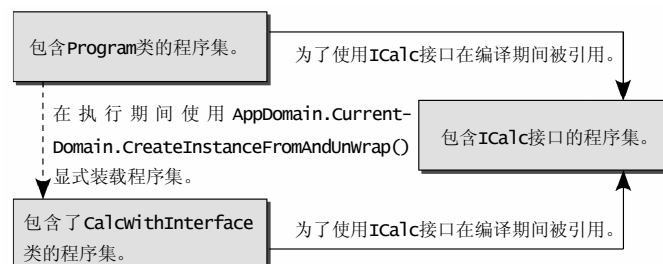 包含Program类的程序集。
为了使用ICalc接口在编译期间被引用。
在执行期间使用AppDomain.Current-
Domain.CreateInstanceFromAndUnWrap()
显式装载程序集。
包含ICalc接口的程序集。
包含了CalcWithInterface
类的程序集。
为了使用ICalc接口在编译期间被引用。